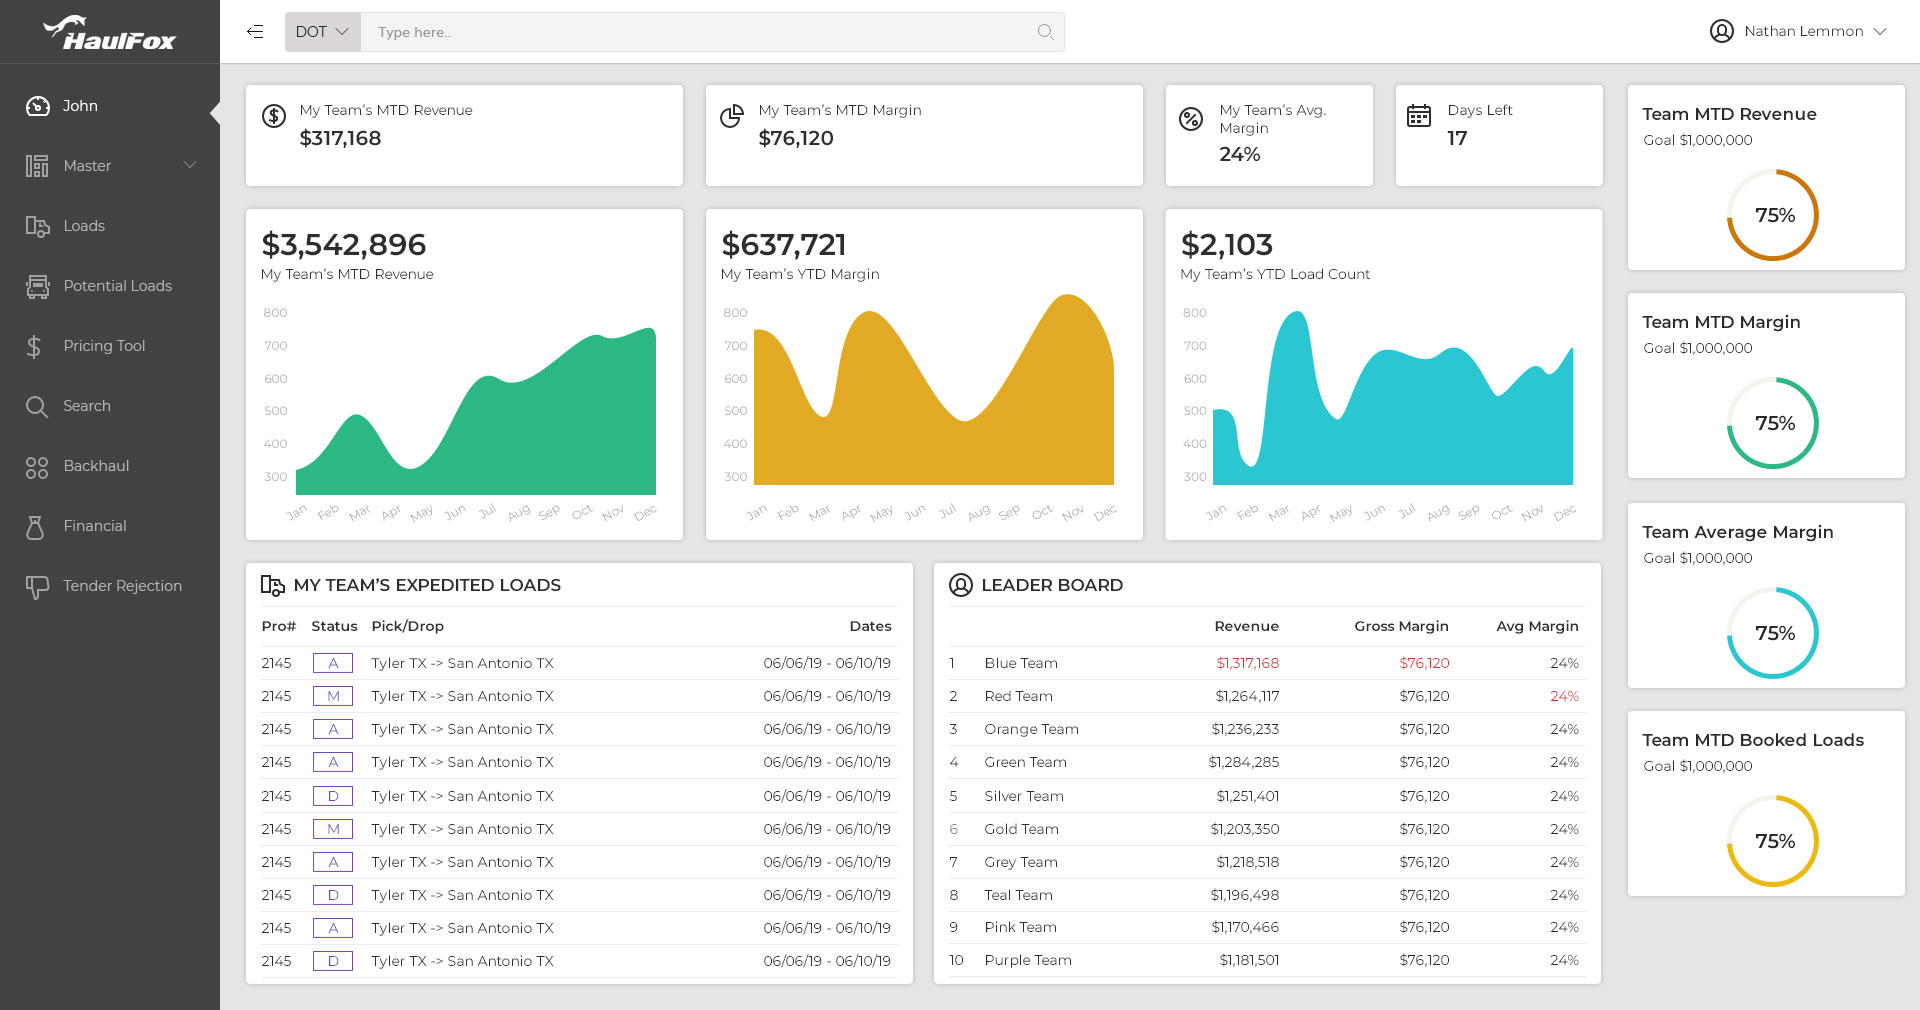 HaulFox
DOT
Type here..
Nathan Lemmon
John
Master
Loads
Potential Loads
Pricing Tool
Search
Backhaul
Financial
Tender Rejection
My Team’s MTD Revenue
$317,168
My Team’s MTD Margin
$76,120
My Team’s Avg.
Margin
24%
Days Left
17
$3,542,896
My Team’s MTD Revenue
800
700
600
500
400
300
Jan Feb Mar Apr May Jun Jul Aug Sep Oct Nov Dec
$637,721
My Team’s YTD Margin
800
700
600
500
400
300
Jan Feb Mar Apr May Jun Jul Aug Sep Oct Nov Dec
$2,103
My Team’s YTD Load Count
800
700
600
500
400
300
Jan Feb Mar Apr May Jun Jul Aug Sep Oct Nov Dec
MY TEAM’S EXPEDITED LOADS
Pro# Status Pick/Drop Dates
2145 A Tyler TX -> San Antonio TX 06/06/19 - 06/10/19
2145 M Tyler TX -> San Antonio TX 06/06/19 - 06/10/19
2145 A Tyler TX -> San Antonio TX 06/06/19 - 06/10/19
2145 A Tyler TX -> San Antonio TX 06/06/19 - 06/10/19
2145 D Tyler TX -> San Antonio TX 06/06/19 - 06/10/19
2145 M Tyler TX -> San Antonio TX 06/06/19 - 06/10/19
2145 A Tyler TX -> San Antonio TX 06/06/19 - 06/10/19
2145 D Tyler TX -> San Antonio TX 06/06/19 - 06/10/19
2145 A Tyler TX -> San Antonio TX 06/06/19 - 06/10/19
2145 D Tyler TX -> San Antonio TX 06/06/19 - 06/10/19
LEADER BOARD
Revenue Gross Margin Avg Margin
1 Blue Team $1,317,168 $76,120 24%
2 Red Team $1,264,117 $76,120 24%
3 Orange Team $1,236,233 $76,120 24%
4 Green Team $1,284,285 $76,120 24%
5 Silver Team $1,251,401 $76,120 24%
6 Gold Team $1,203,350 $76,120 24%
7 Grey Team $1,218,518 $76,120 24%
8 Teal Team $1,196,498 $76,120 24%
9 Pink Team $1,170,466 $76,120 24%
10 Purple Team $1,181,501 $76,120 24%
Team MTD Revenue
Goal $1,000,000
75%
Team MTD Margin
Goal $1,000,000
75%
Team Average Margin
Goal $1,000,000
75%
Team MTD Booked Loads
Goal $1,000,000
75%